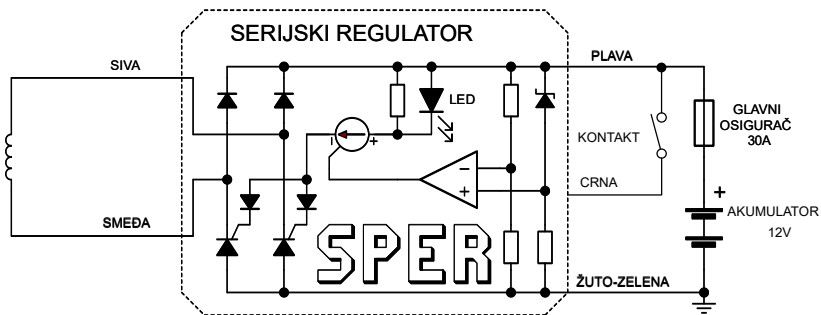 SERIJSKI REGULATOR
SIVA
PLAVA
LED
GLAVNI
OSIGURAČ
30A
KONTAKT
CRNA
AKUMULATOR
12V
SMEĐA
SPER
ŽUTO-ZELENA